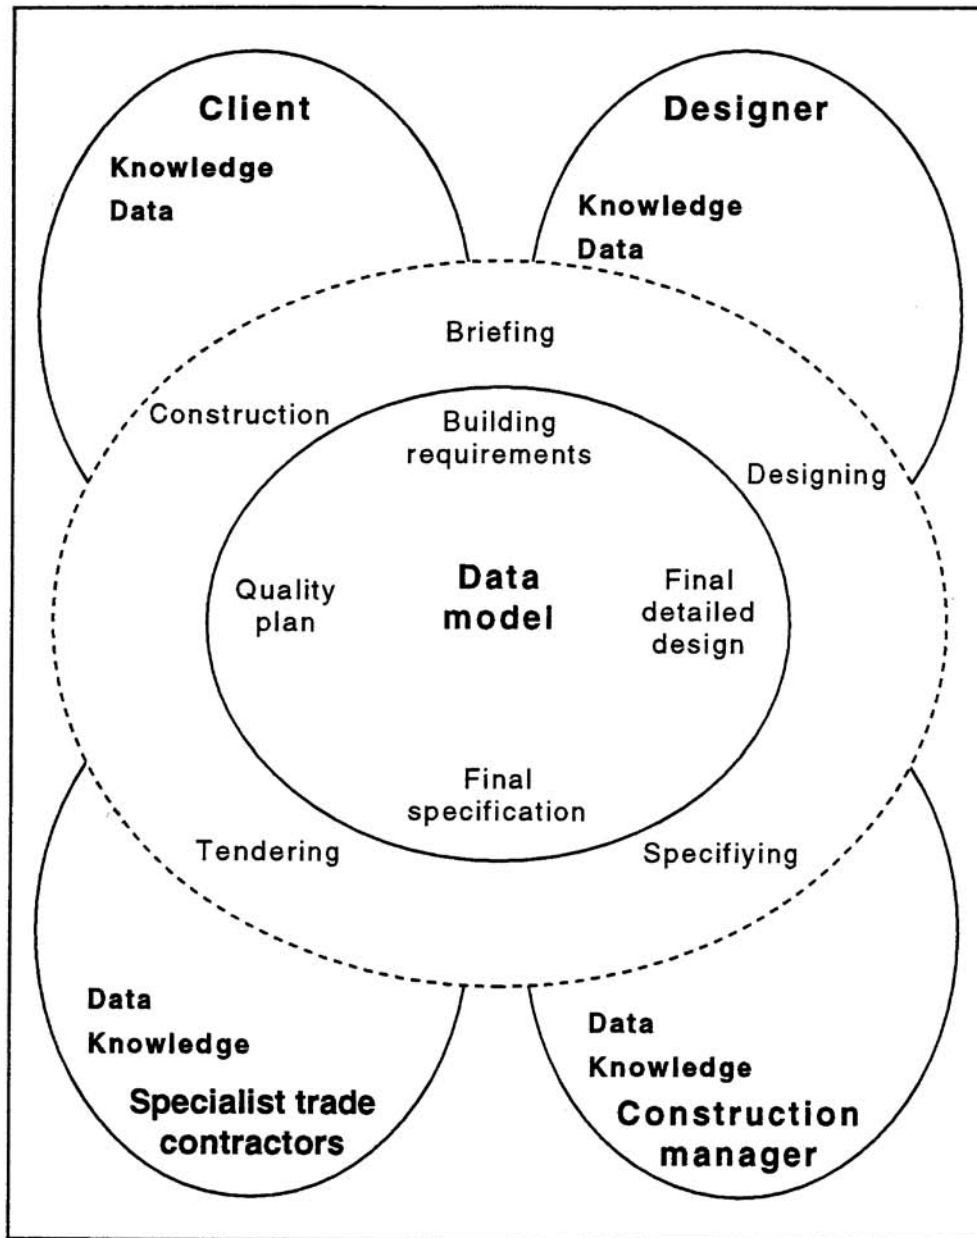 Client
Knowledge
Data
Designer
Knowledge
Data
Briefing
Construction
Building
requirements
Designing
Quality
plan
Data
model
Final
detailed
design
Final
specification
Tendering
Specifiying
Data
Knowledge
Specialist trade
contractors
Data
Knowledge
Construction
manager